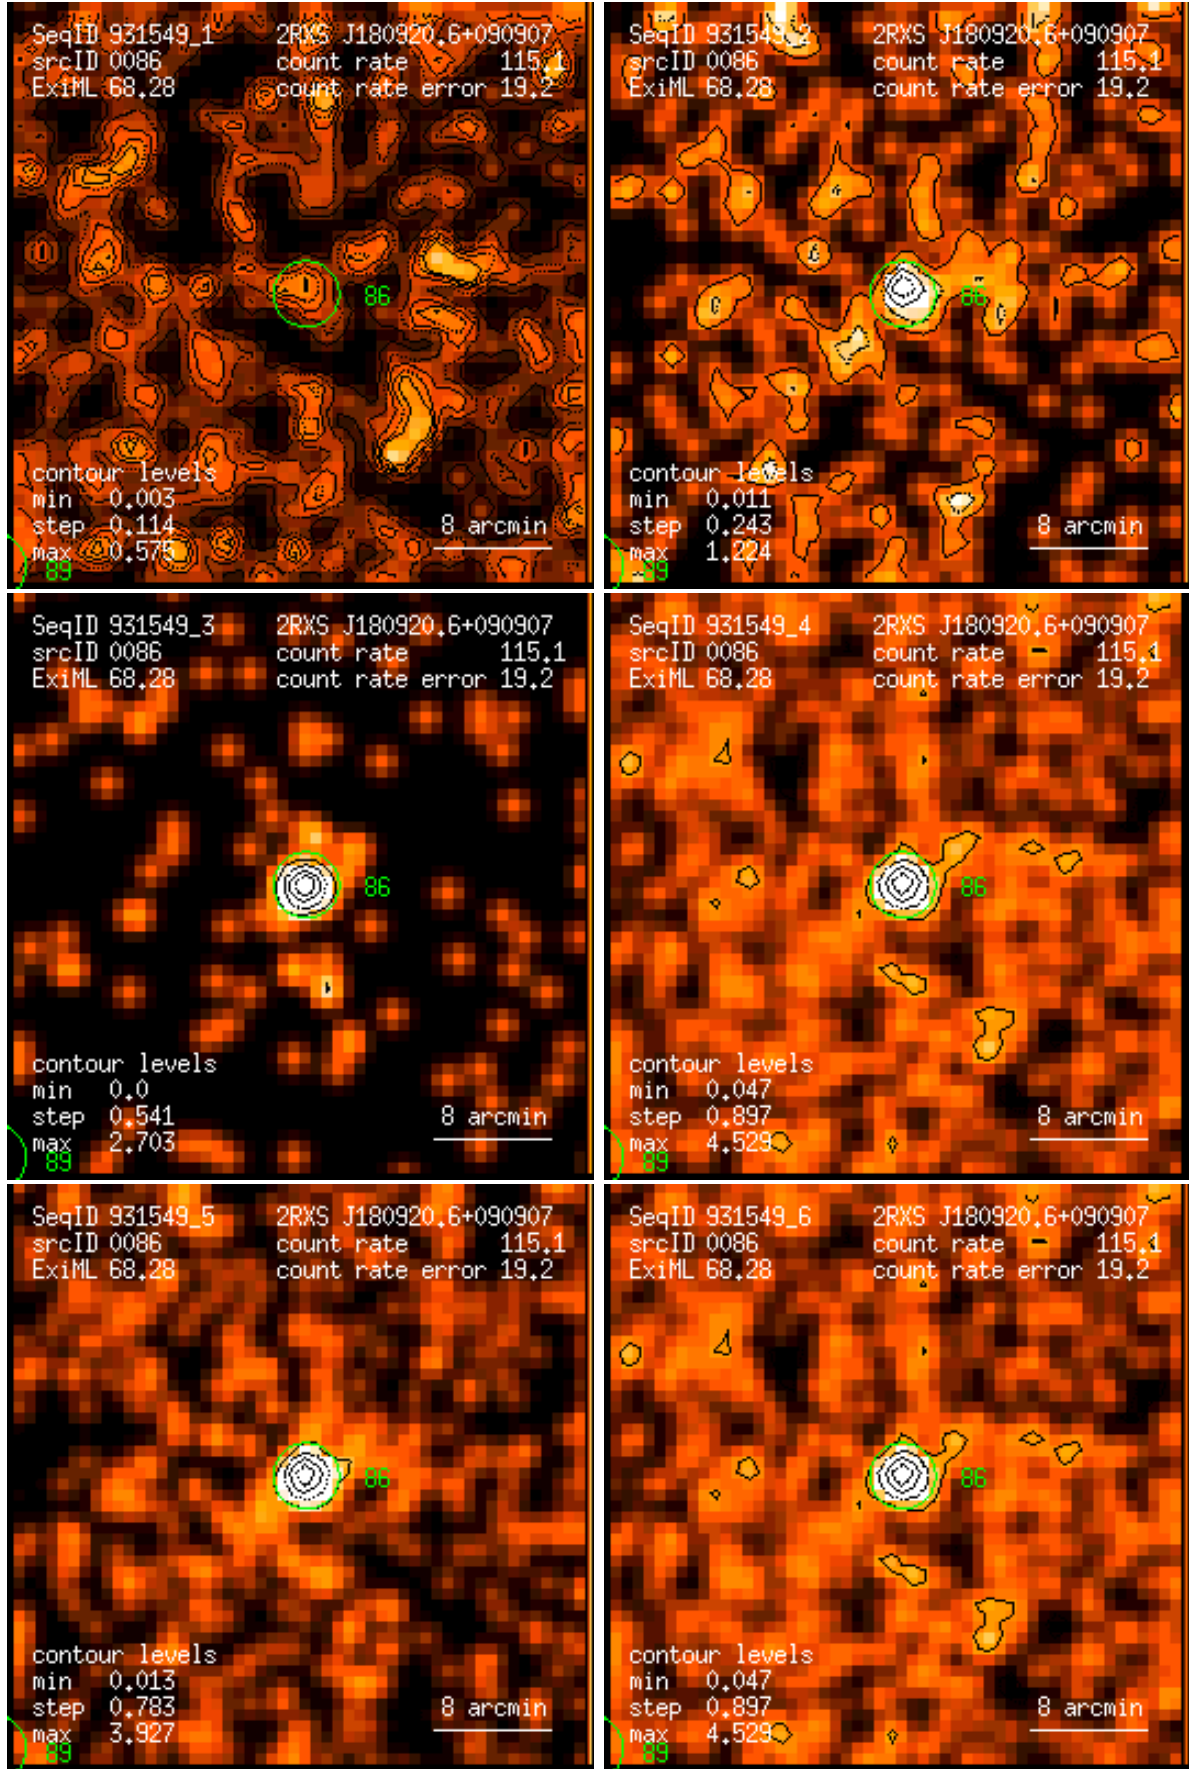 SeqID 931549_1 2RXS J180920.6+090907
srcID 0086 count rate 115.1
ExiML 68.28 count rate error 19.2
86
contour levels
min 0.003
step 0.114 8 arcmin
max 0.575
89
SeqID 931549_2 2RXS J180920.6+090907
srcID 0086 count rate 115.1
ExiML 68.28 count rate error 19.2
86
contour levels
min 0.011
step 0.243 8 arcmin
max 1.224
89
SeqID 931549_3 2RXS J180920.6+090907
srcID 0086 count rate 115.1
ExiML 68.28 count rate error 19.2
86
contour levels
min 0.0
step 0.541 8 arcmin
max 2.703
89
SeqID 931549_4 2RXS J180920.6+090907
srcID 0086 count rate 115.1
ExiML 68.28 count rate error 19.2
86
contour levels
min 0.047
step 0.897 8 arcmin
max 4.529
89
SeqID 931549_5 2RXS J180920.6+090907
srcID 0086 count rate 115.1
ExiML 68.28 count rate error 19.2
86
contour levels
min 0.013
step 0.783 8 arcmin
max 3.927
89
SeqID 931549_6 2RXS J180920.6+090907
srcID 0086 count rate 115.1
ExiML 68.28 count rate error 19.2
86
contour levels
min 0.047
step 0.897 8 arcmin
max 4.529
89